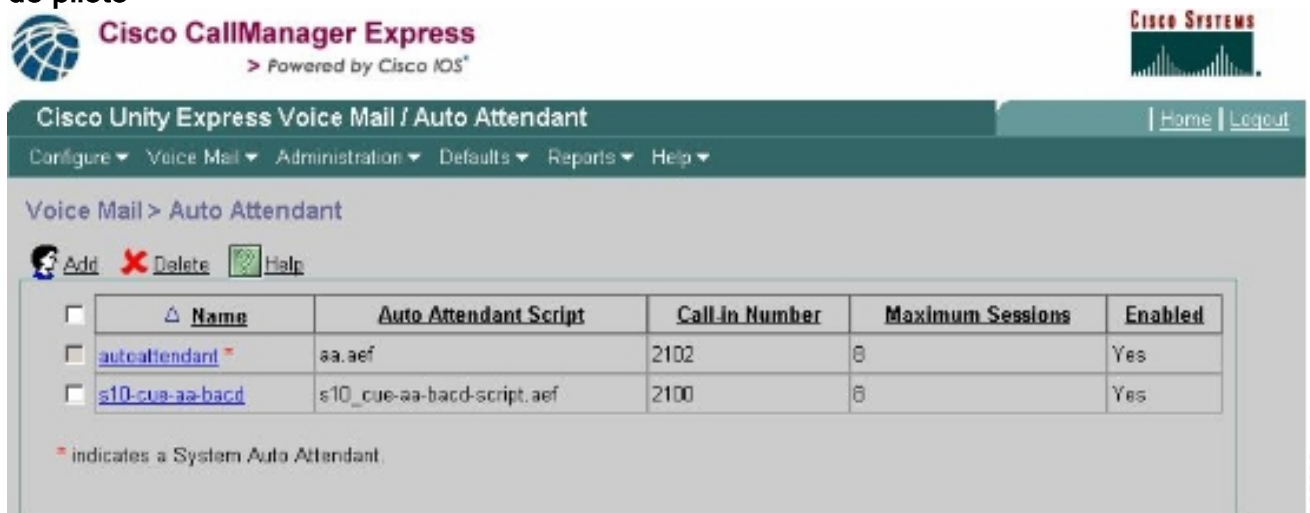 de piloto
Cisco CallManager Express
> Powered by Cisco IOS®
CISCO SYSTEMS
Cisco Unity Express Voice Mail / Auto Attendant
| Home | Logout
Configure Voice Mail Administration Defaults Reports Help
Voice Mail > Auto Attendant
Add Delete Help
Name Auto Attendant Script Call-in Number Maximum Sessions Enabled
autoattendant * aa.aef 2102 8 Yes
s10-cue-aa-bacd s10_cue-aa-bacd-script.aef 2100 8 Yes
* indicates a System Auto Attendant.